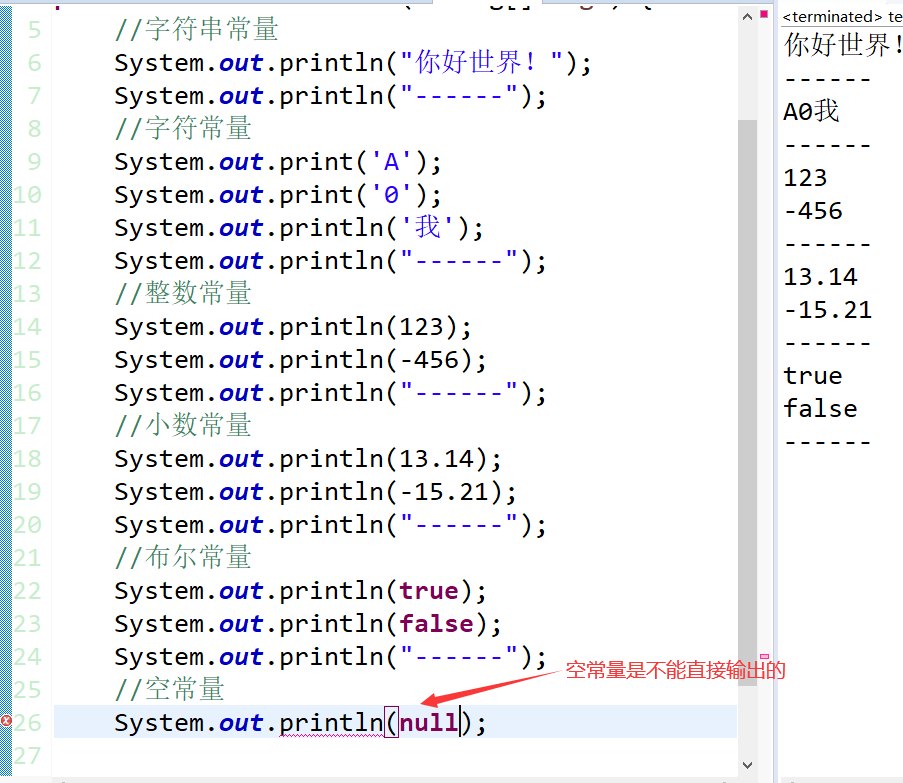 5 //字符串常量
6 System.out.println("你好世界！");
7 System.out.println("------");
8 //字符常量
9 System.out.print('A');
10 System.out.print('0');
11 System.out.println('我');
12 System.out.println("------");
13 //整数常量
14 System.out.println(123);
15 System.out.println(-456);
16 System.out.println("------");
17 //小数常量
18 System.out.println(13.14);
19 System.out.println(-15.21);
20 System.out.println("------");
21 //布尔常量
22 System.out.println(true);
23 System.out.println(false);
24 System.out.println("------");
25 //空常量
空常量是不能直接输出的
26 System.out.println(null);
27
<terminated> te
你好世界！
------
A0我
------
123
-456
------
13.14
-15.21
------
true
false
------